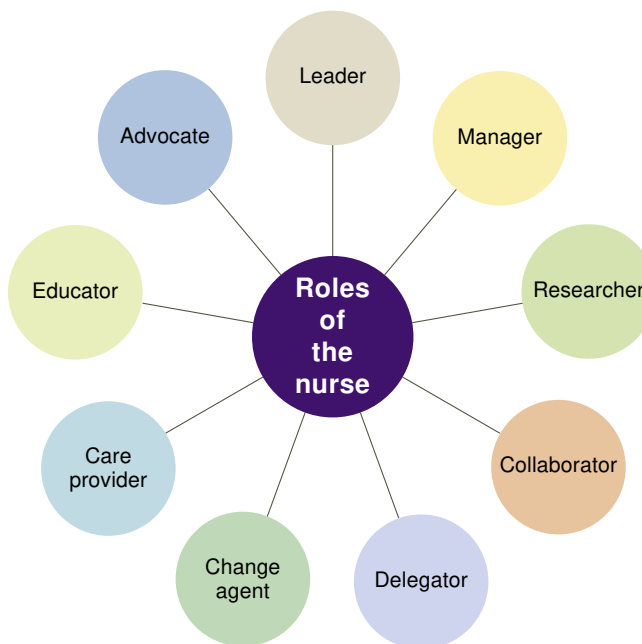 Leader
Manager
Researcher
Collaborator
Delegator
Change
agent
Care
provider
Educator
Advocate
Roles
of
the
nurse